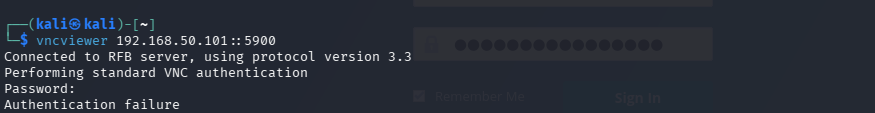 ┌──(kali㉿kali)-[~]
└─$ vncviewer 192.168.50.101::5900
Connected to RFB server, using protocol version 3.3
Performing standard VNC authentication
Password:
Authentication failure
●●●●●●●●●●●●●●●●
Remember Me
Sign In